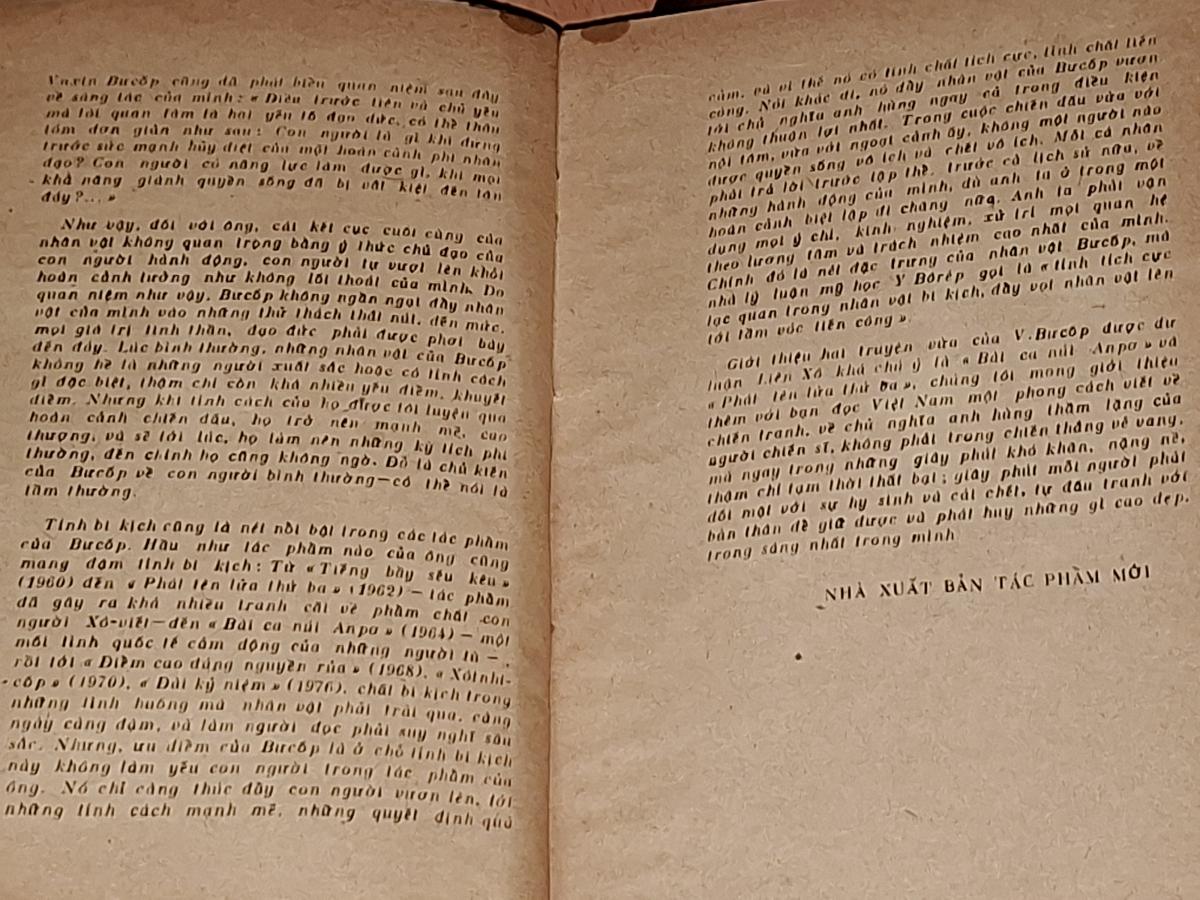 Vaxin Bưcốp cũng đã phát biểu quan niệm sau đây
về sáng tác của mình: « Điều trước tiên và chủ yếu
mà tôi quan tâm là hai yếu tố đạo đức, có thể thâu
tóm đơn giản như sau: Con người là gì khi đứng
trước sức mạnh hủy diệt của một hoàn cảnh phi nhân
đạo? Con người có năng lực làm được gì, khi mọi
khả năng giành quyền sống đã bị vắt kiệt đến tận
đáy?... »
Như vậy, đối với ông, cái kết cục cuối cùng của
nhân vật không quan trọng bằng ý thức chủ đạo của
con người hành động, con người tự vượt lên khỏi
hoàn cảnh tưởng như không lối thoát của mình. Do
quan niệm như vậy, Bưcốp không ngần ngại đẩy nhân
vật của mình vào những thử thách thắt nút, đến mức,
mọi giá trị tinh thần, đạo đức phải được phơi bày
đến đáy. Lúc bình thường, những nhân vật của Bưcốp
không hề là những người xuất sắc hoặc có tính cách
gì đặc biệt, thậm chí còn khá nhiều yếu điểm, khuyết
điểm. Nhưng khi tính cách của họ được tôi luyện qua
hoàn cảnh chiến đấu, họ trở nên mạnh mẽ, cao
thượng, và sẽ tới lúc, họ làm nên những kỳ tích phi
thường, đến chính họ cũng không ngờ. Đó là chủ kiến
của Bưcốp về con người bình thường—có thể nói là
tầm thường.
Tính bi kịch cũng là nét nổi bật trong các tác phẩm
của Bưcốp. Hầu như tác phẩm nào của ông cũng
mang đậm tính bi kịch: Từ « Tiếng bầy sếu kêu »
(1960) đến « Phát tên lửa thứ ba » (1962) — tác phẩm
đã gây ra khá nhiều tranh cãi về phẩm chất con
người Xô-viết—đến « Bài ca núi Anpơ » (1964) — một
mối tình quốc tế cảm động của những người tù —
rồi tới « Điểm cao đáng nguyền rủa » (1968), « Xôtnhi-
cốp » (1970), « Đài kỷ niệm » (1976), chất bi kịch trong
những tình huống mà nhân vật phải trải qua, càng
ngày càng đậm, và làm người đọc phải suy nghĩ sâu
sắc. Nhưng, ưu điểm của Bưcốp là ở chỗ tính bi kịch
này không làm yếu con người trong tác phẩm của
ông. Nó chỉ càng thúc đẩy con người vươn lên, tới
những tính cách mạnh mẽ, những quyết định quả
cảm, và vì thế nó có tính chất tích cực, tính chất tiến
công. Nói khác đi, nó đẩy nhân vật của Bưcốp vươn
tới chủ nghĩa anh hùng ngay cả trong điều kiện
không thuận lợi nhất. Trong cuộc chiến đấu vừa với
nội tâm, vừa với ngoại cảnh ấy, không một người nào
được quyền sống vô ích và chết vô ích. Mỗi cá nhân
phải trả lời trước tập thể, trước cả lịch sử nữa, về
những hành động của mình, dù anh ta ở trong một
hoàn cảnh biệt lập đi chăng nữa. Anh ta phải vận
dụng mọi ý chí, kinh nghiệm, xử trí mọi quan hệ
theo lương tâm và trách nhiệm cao nhất của mình.
Chính đó là nét đặc trưng của nhân vật Bưcốp, mà
nhà lý luận mỹ học Y Bôrép gọi là « tính tích cực
lạc quan trong nhân vật bi kịch, đẩy vọt nhân vật lên
tới tầm vóc tiến công ».
Giới thiệu hai truyện vừa của V.Bưcốp được dư
luận Liên Xô khá chú ý là « Bài ca núi Anpơ » và
« Phát tên lửa thứ ba », chúng tôi mong giới thiệu
thêm với bạn đọc Việt Nam một phong cách viết về
chiến tranh, về chủ nghĩa anh hùng thầm lặng của
người chiến sĩ, không phải trong chiến thắng vẻ vang,
mà ngay trong những giây phút khó khăn, nặng nề,
thậm chí tạm thời thất bại; giây phút mỗi người phải
đối mặt với sự hy sinh và cái chết, tự đấu tranh với
bản thân để giữ được và phát huy những gì cao đẹp,
trong sáng nhất trong mình
NHÀ XUẤT BẢN TÁC PHẨM MỚI